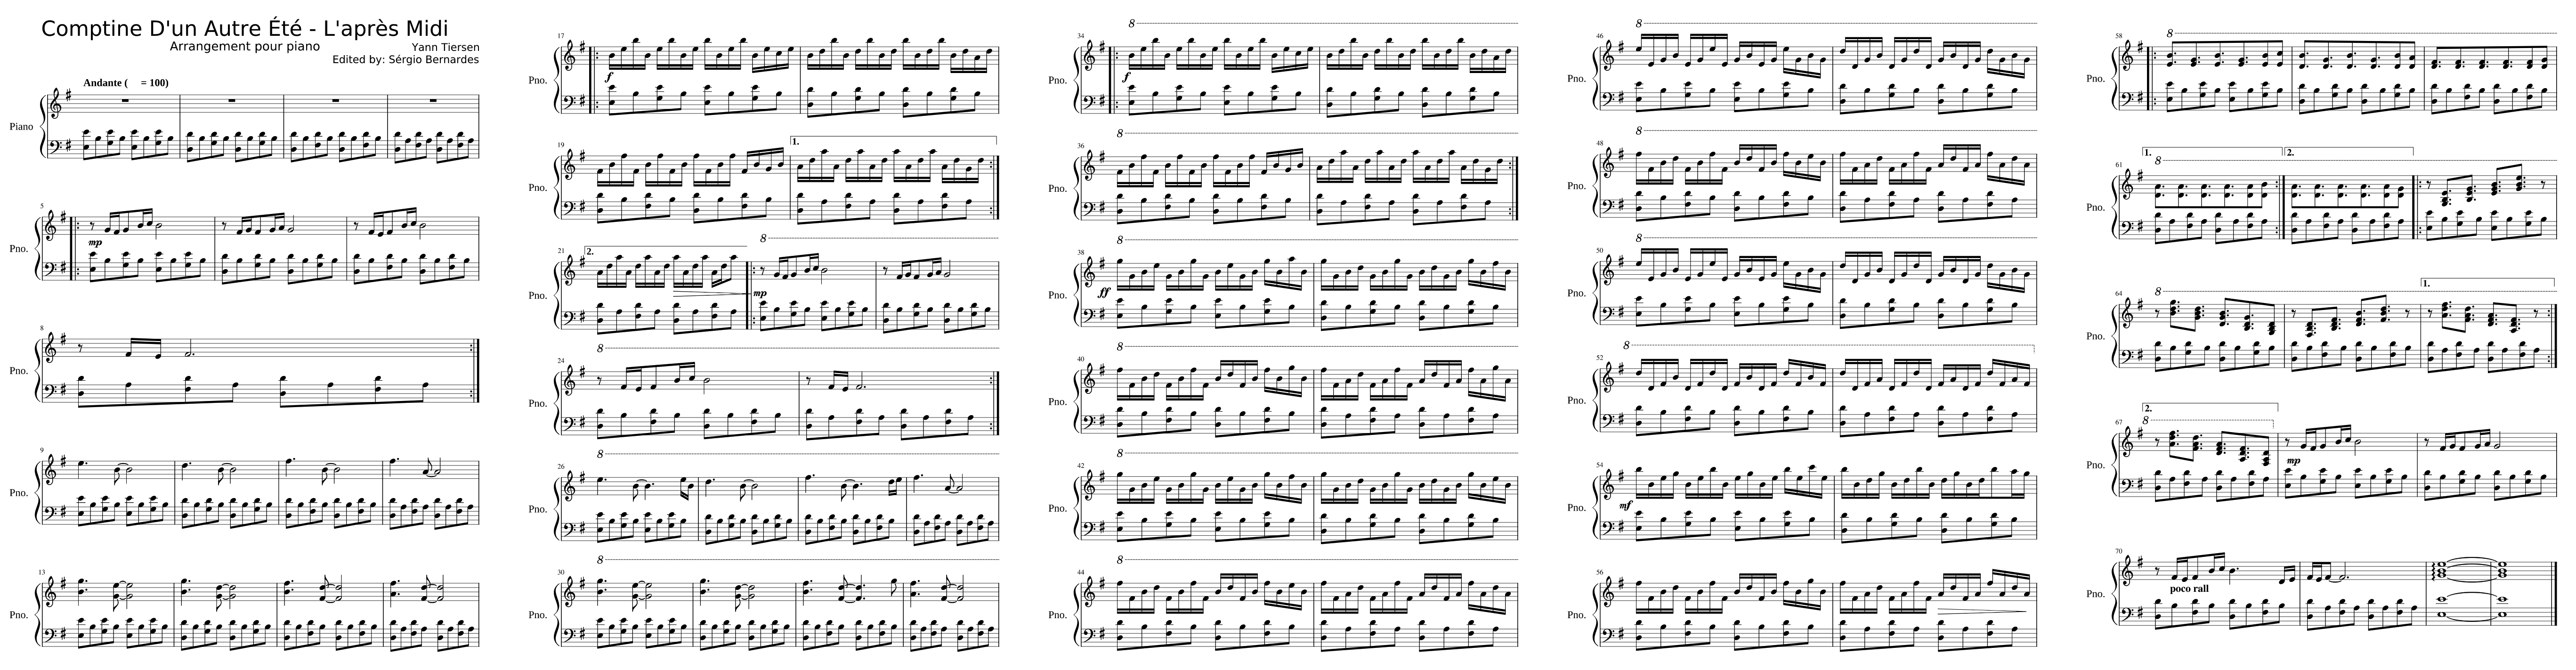 Comptine D'un Autre Été - L'après Midi
Arrangement pour piano
Yann Tiersen
Edited by: Sérgio Bernardes
Andante ( = 100)
Piano
5
Pno.
mp
8
Pno.
9
Pno.
13
Pno.
17
Pno.
f
19
1.
Pno.
21
2.
8
Pno.
mp
24
8
Pno.
26
8
Pno.
30
8
Pno.
34
8
Pno.
f
36
8
Pno.
38
8
Pno.
ff
40
8
Pno.
42
8
Pno.
44
8
Pno.
46
8
Pno.
48
8
Pno.
50
8
Pno.
52
8
Pno.
54
Pno.
mf
56
Pno.
58
8
Pno.
61
1.
2.
8
Pno.
64
8
1.
Pno.
67
2.
8
Pno.
mp
70
Pno.
poco rall